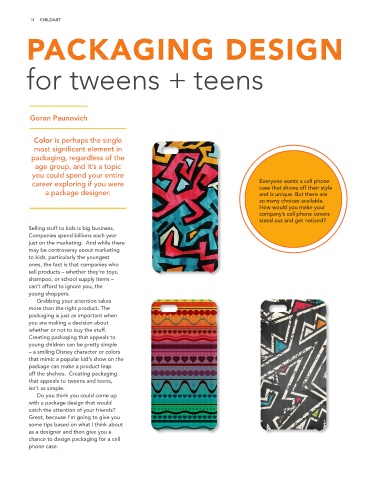 14 CHILDART
PACKAGING DESIGN
for tweens + teens
Goran Paunovich
Color is perhaps the single
most significant element in
packaging, regardless of the
age group, and it's a topic
you could spend your entire
career exploring if you were
a package designer.
Selling stuff to kids is big business.
Companies spend billions each year
just on the marketing.  And while there
may be controversy about marketing
to kids, particularly the youngest
ones, the fact is that companies who
sell products – whether they're toys,
shampoo, or school supply items –
can't afford to ignore you, the
young shoppers.
Grabbing your attention takes
more than the right product. The
packaging is just as important when
you are making a decision about
whether or not to buy the stuff.
Creating packaging that appeals to
young children can be pretty simple
– a smiling Disney character or colors
that mimic a popular kid's show on the
package can make a product leap
off the shelves.  Creating packaging
that appeals to tweens and teens,
isn't as simple.
Do you think you could come up
with a package design that would
catch the attention of your friends?
Great, because I'm going to give you
some tips based on what I think about
as a designer and then give you a
chance to design packaging for a cell
phone case.
Everyone wants a cell phone
case that shows off their style
and is unique. But there are
so many choices available.
How would you make your
company's cell phone covers
stand out and get noticed?